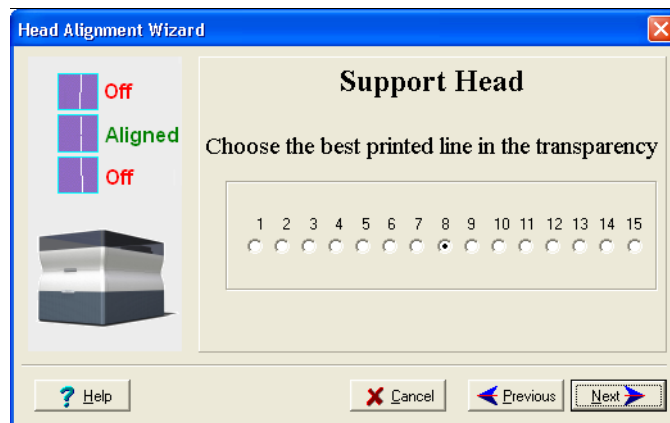 Head Alignment Wizard
Off
Aligned
Off
Support Head
Choose the best printed line in the transparency
1 2 3 4 5 6 7 8 9 10 11 12 13 14 15
Help
Cancel
Previous
Next